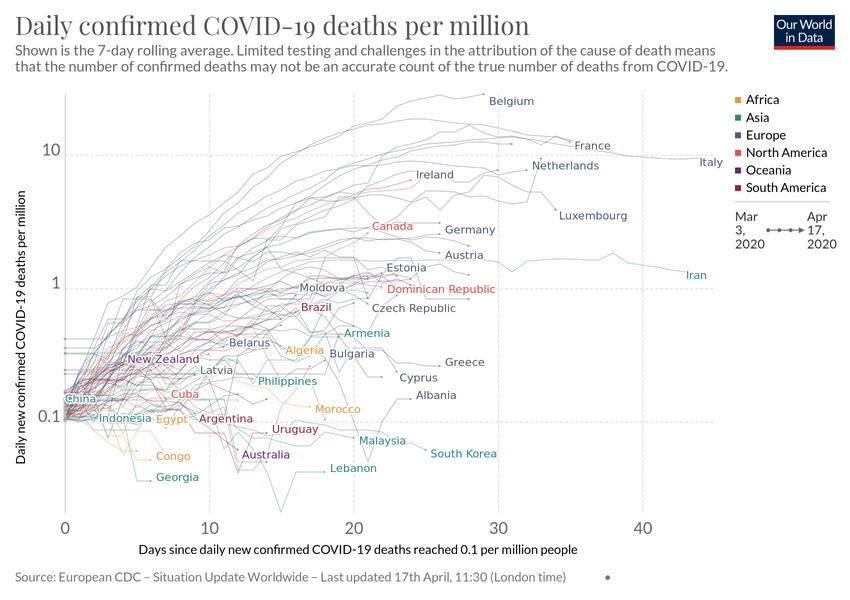 Daily confirmed COVID-19 deaths per million
Shown is the 7-day rolling average. Limited testing and challenges in the attribution of the cause of death means
that the number of confirmed deaths may not be an accurate count of the true number of deaths from COVID-19.
Our World
in Data
Africa
Asia
Europe
North America
Oceania
South America
Mar
3,
2020
Apr
17,
2020
Daily new confirmed COVID-19 deaths per million
10
1
0.1
Belgium
France
Italy
Netherlands
Ireland
Luxembourg
Canada
Germany
Austria
Estonia
Iran
Moldova
Dominican Republic
Brazil
Czech Republic
Armenia
Belarus
Algeria
Bulgaria
New Zealand
Greece
Latvia
Philippines
Cyprus
Cuba
Albania
China
Morocco
Indonesia
Egypt
Argentina
Uruguay
Malaysia
Congo
Australia
South Korea
Lebanon
Georgia
0
10
20
30
40
Days since daily new confirmed COVID-19 deaths reached 0.1 per million people
Source: European CDC – Situation Update Worldwide – Last updated 17th April, 11:30 (London time)